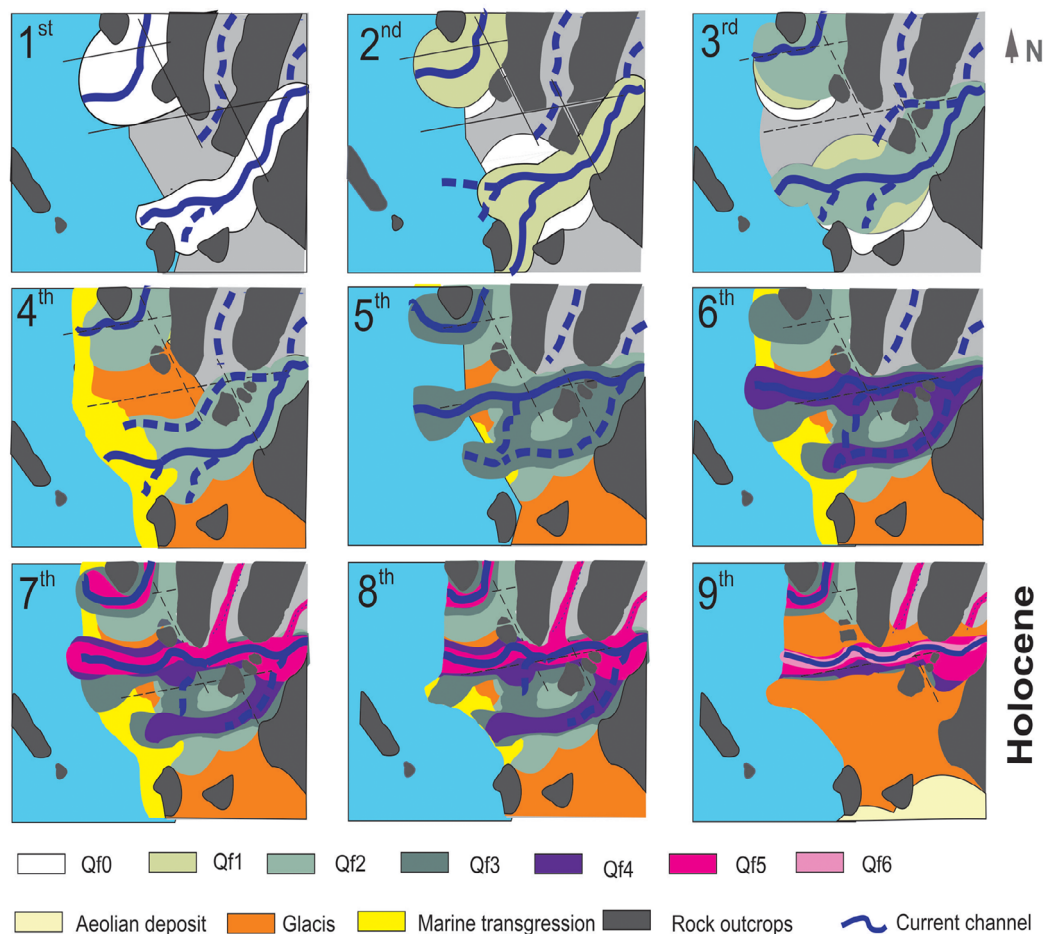 1st
2nd
3rd
N
4th
5th
6th
7th
8th
9th
Holocene
Qf0 Qf1 Qf2 Qf3 Qf4 Qf5 Qf6
Aeolian deposit Glacis Marine transgression Rock outcrops Current channel